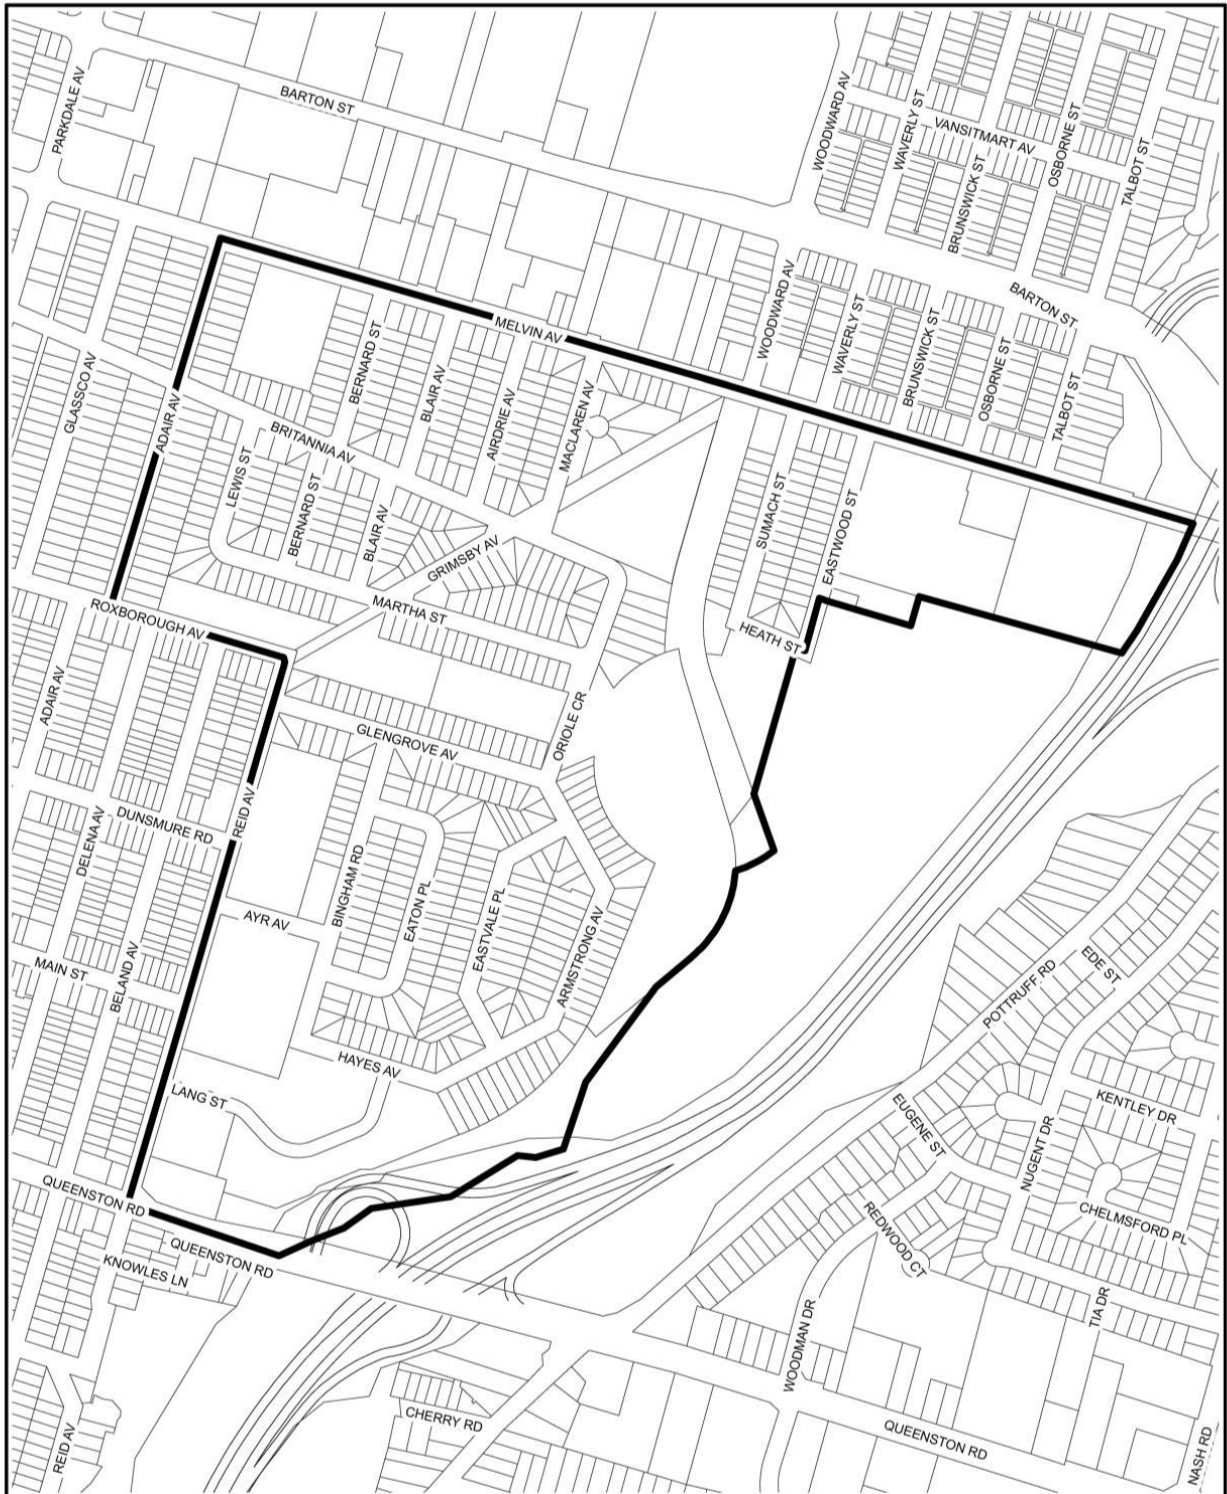 PARKDALE AV
BARTON ST
WOODWARD AV
WAVERLY ST
VANSITMART AV
OSBORNE ST
TALBOT ST
BRUNSWICK ST
WOODWARD AV
BARTON ST
MELVIN AV
WAVERLY ST
BRUNSWICK ST
OSBORNE ST
TALBOT ST
GLASSCO AV
ADAIR AV
BERNARD ST
BLAIR AV
AIRDRIE AV
MACLAREN AV
BRITANNIA AV
LEWIS ST
BERNARD ST
BLAIR AV
GRIMSBY AV
SUMACH ST
EASTWOOD ST
ROXBOROUGH AV
MARTHA ST
HEATH ST
ADAIR AV
ORIOLE CR
GLENGROVE AV
DUNSMURE RD
REID AV
DELENA AV
BINGHAM RD
EATON PL
EASTVALE PL
AYR AV
ARMSTRONG AV
MAIN ST
BELAND AV
EDE ST
POTTRUFF RD
HAYES AV
LANG ST
KENTLEY DR
EUGENE ST
NUGENT DR
QUEENSTON RD
CHELMSFORD PL
REDWOOD CT
QUEENSTON RD
KNOWLES LN
TIA DR
WOODMAN DR
CHERRY RD
QUEENSTON RD
REID AV
NASH RD